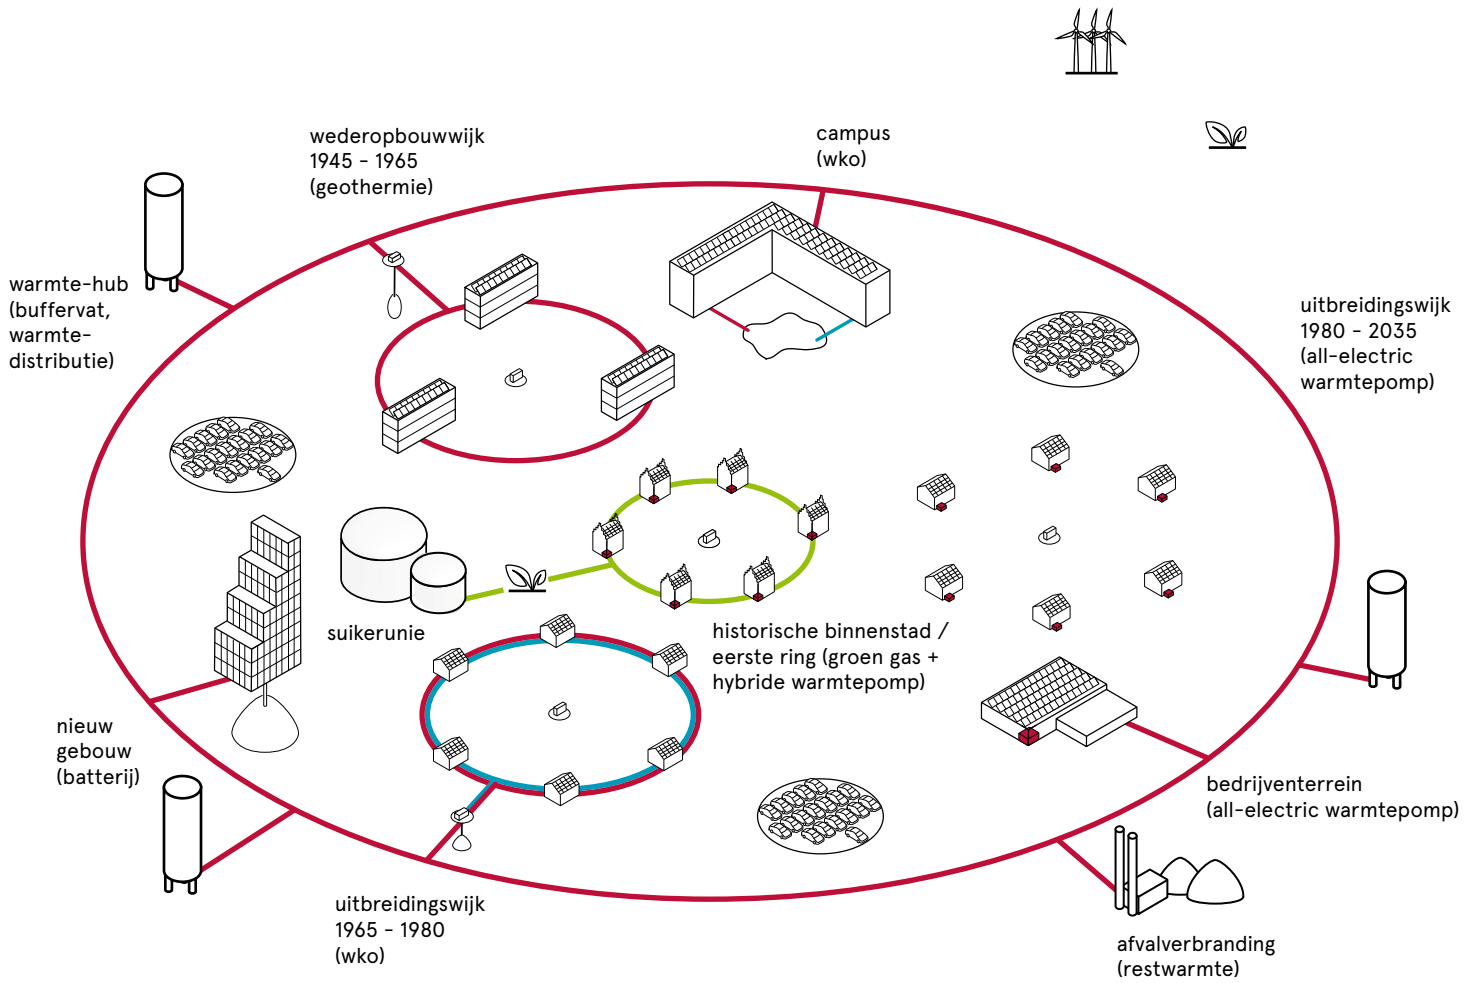 wederopbouwwijk
1945 - 1965
(geothermie)
campus
(wko)
warmte-hub
(buffervat,
warmte-
distributie)
uitbreidingswijk
1980 - 2035
(all-electric
warmtepomp)
suikerunie
historische binnenstad /
eerste ring (groen gas +
hybride warmtepomp)
nieuw
gebouw
(batterij)
bedrijventerrein
(all-electric warmtepomp)
uitbreidingswijk
1965 - 1980
(wko)
afvalverbranding
(restwarmte)